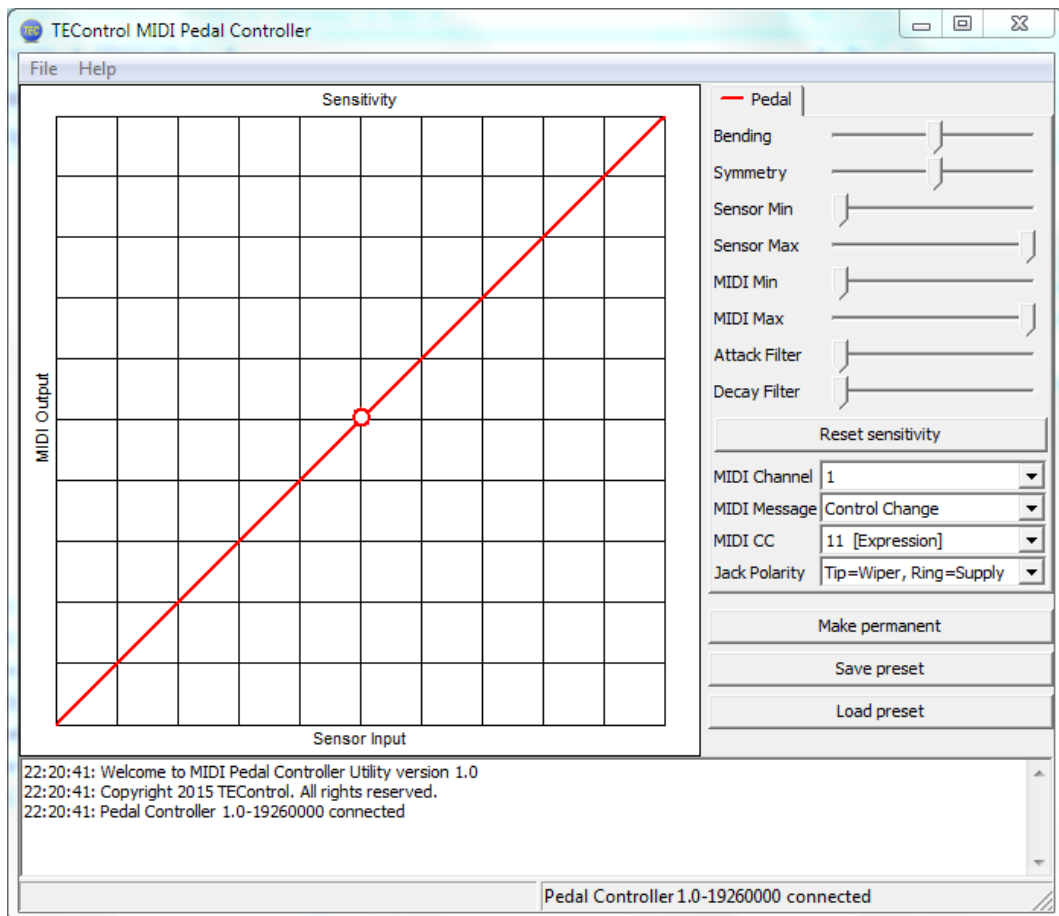 TEC TEControl MIDI Pedal Controller
File Help
Sensitivity
MIDI Output
Sensor Input
Pedal
Bending
Symmetry
Sensor Min
Sensor Max
MIDI Min
MIDI Max
Attack Filter
Decay Filter
Reset sensitivity
MIDI Channel 1
MIDI Message Control Change
MIDI CC 11 [Expression]
Jack Polarity Tip=Wiper, Ring=Supply
Make permanent
Save preset
Load preset
22:20:41: Welcome to MIDI Pedal Controller Utility version 1.0
22:20:41: Copyright 2015 TEControl. All rights reserved.
22:20:41: Pedal Controller 1.0-19260000 connected
Pedal Controller 1.0-19260000 connected